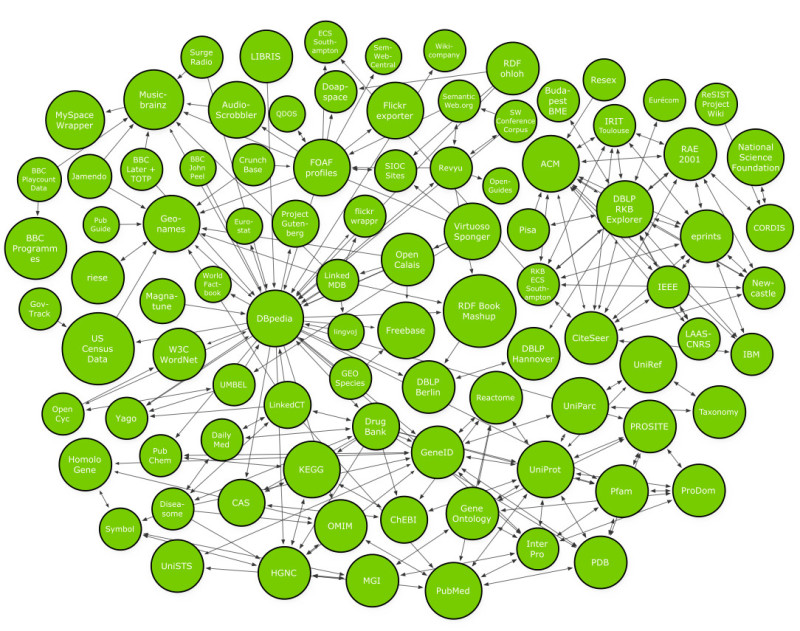 ECS
South-
ampton
Surge
Radio
LIBRIS
Sem-
Web-
Central
Wiki-
company
RDF
ohloh
Resex
Music-
brainz
Doap-
space
Semantic
Web.org
Buda-
pest
BME
Eurécom
ReSIST
Project
Wiki
MySpace
Wrapper
Audio-
Scrobbler
QDOS
Flickr
exporter
SW
Conference
Corpus
IRIT
Toulouse
RAE
2001
National
Science
Foundation
BBC
Playcount
Data
Jamendo
BBC
Later +
TOTP
BBC
John
Peel
Crunch
Base
FOAF
profiles
SIOC
Sites
Revyu
Open-
Guides
ACM
DBLP
RKB
Explorer
Pub
Guide
Geo-
names
Euro-
stat
Project
Guten-
berg
flickr
wrappr
Virtuoso
Sponger
Pisa
eprints
CORDIS
BBC
Programm
es
riese
World
Fact-
book
Linked
MDB
Open
Calais
RKB
ECS
South-
ampton
IEEE
New-
castle
Gov-
Track
Magna-
tune
DBpedia
lingvoj
Freebase
RDF Book
Mashup
CiteSeer
LAAS-
CNRS
IBM
US
Census
Data
W3C
WordNet
UMBEL
GEO
Species
DBLP
Berlin
DBLP
Hannover
UniRef
Open
Cyc
Yago
LinkedCT
Reactome
UniParc
Taxonomy
Daily
Med
Drug
Bank
PROSITE
Homolo
Gene
Pub
Chem
KEGG
GeneID
UniProt
Pfam
ProDom
Disea-
some
CAS
ChEBI
Gene
Ontology
Symbol
OMIM
Inter
Pro
UniSTS
HGNC
MGI
PubMed
PDB